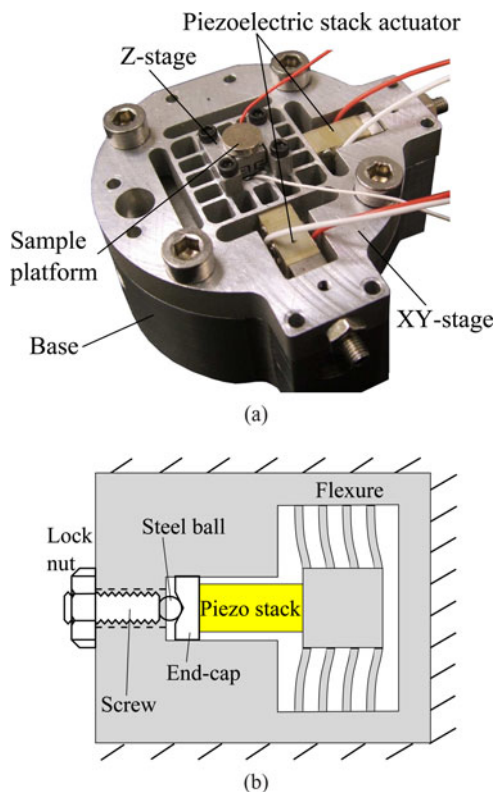 Piezoelectric stack actuator
Z-stage
Sample
platform
Base
XY-stage
(a)
Flexure
Steel ball
Lock
nut
Piezo stack
End-cap
Screw
(b)